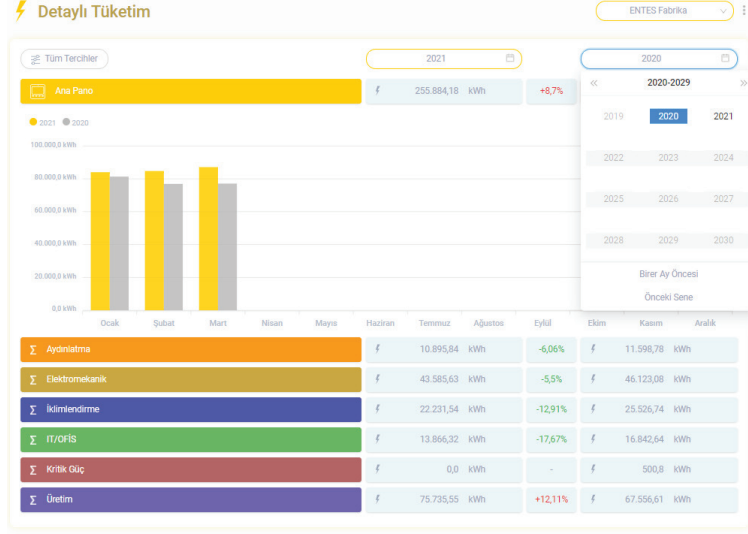 Detaylı Tüketim
ENTES Fabrika
Tüm Tercihler
2021
2020
Ana Pano
255.884,18 kWh
+8,7%
2020-2029
2019 2020 2021
2022 2023 2024
2025 2026 2027
2028 2029 2030
Birer Ay Öncesi
Önceki Sene
2021 2020
100.000,0 kWh
80.000,0 kWh
60.000,0 kWh
40.000,0 kWh
20.000,0 kWh
0,0 kWh
Ocak Şubat Mart Nisan Mayıs Haziran Temmuz Ağustos Eylül Ekim Kasım Aralık
Σ Aydınlatma 10.895,84 kWh -6,06% 11.598,78 kWh
Σ Elektromekanik 43.585,63 kWh -5,5% 46.123,08 kWh
Σ İklimlendirme 22.231,54 kWh -12,91% 25.526,74 kWh
Σ IT/OFİS 13.866,32 kWh -17,67% 16.842,64 kWh
Σ Kritik Güç 0,0 kWh - 500,8 kWh
Σ Üretim 75.735,55 kWh +12,11% 67.556,61 kWh